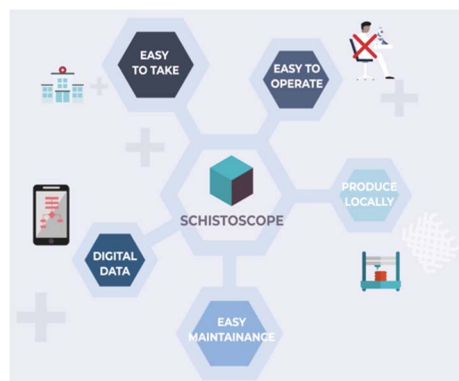 EASY
TO TAKE
EASY TO
OPERATE
PRODUCE
LOCALLY
SCHISTOSCOPE
DIGITAL
DATA
EASY
MAINTAINANCE